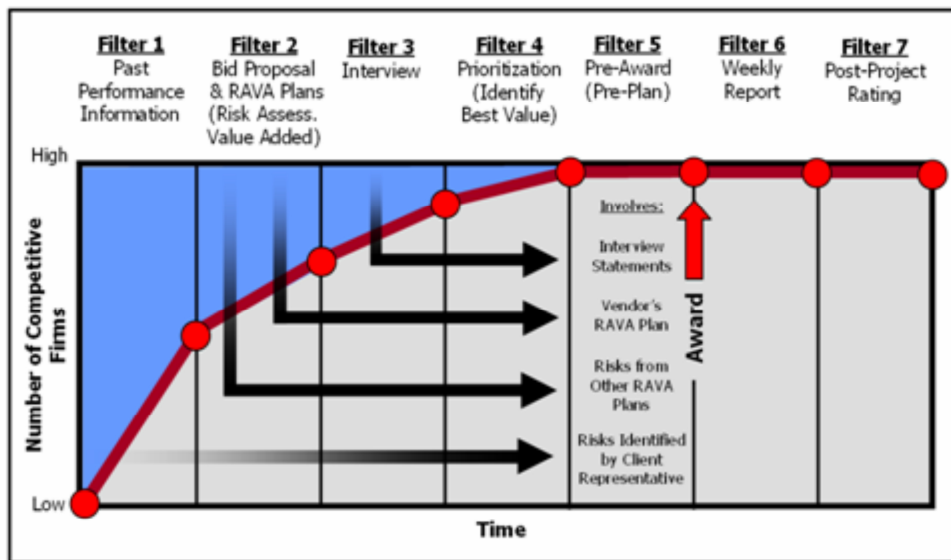 Filter 1
Past
Performance
Information
Filter 2
Bid Proposal
& RAVA Plans
(Risk Assess.
Value Added)
Filter 3
Interview
Filter 4
Prioritization
(Identify
Best Value)
Filter 5
Pre-Award
(Pre-Plan)
Filter 6
Weekly
Report
Filter 7
Post-Project
Rating
High
Number of Competitive
Firms
Low
Involves:
Interview
Statements
Vendor's
RAVA Plan
Risks from
Other RAVA
Plans
Risks Identified
by Client
Representative
Award
Time